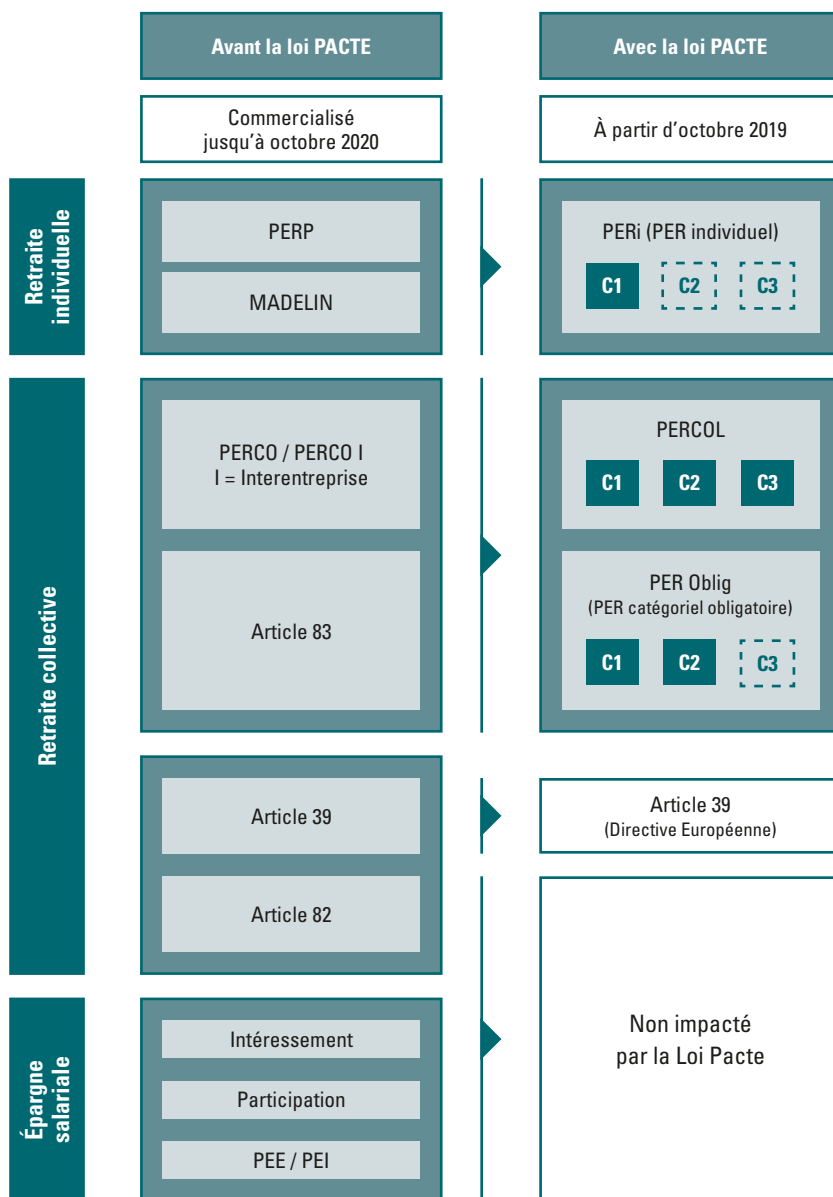 Avant la loi PACTE
Avec la loi PACTE
Commercialisé
jusqu'à octobre 2020
À partir d'octobre 2019
Retraite
individuelle
PERP
MADELIN
PERi (PER individuel)
C1 C2 C3
Retraite collective
PERCO / PERCO I
I = Interentreprise
Article 83
PERCOL
C1 C2 C3
PER Oblig
(PER catégoriel obligatoire)
C1 C2 C3
Article 39
Article 82
Article 39
(Directive Européenne)
Épargne
salariale
Intéressement
Participation
PEE / PEI
Non impacté
par la Loi Pacte